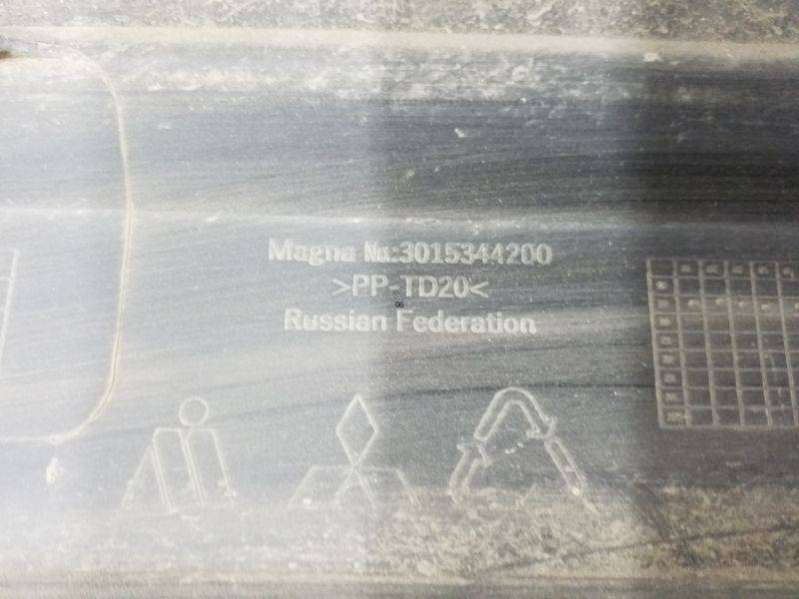 Magna №:3015344200
>PP-TD20<
Russian Federation